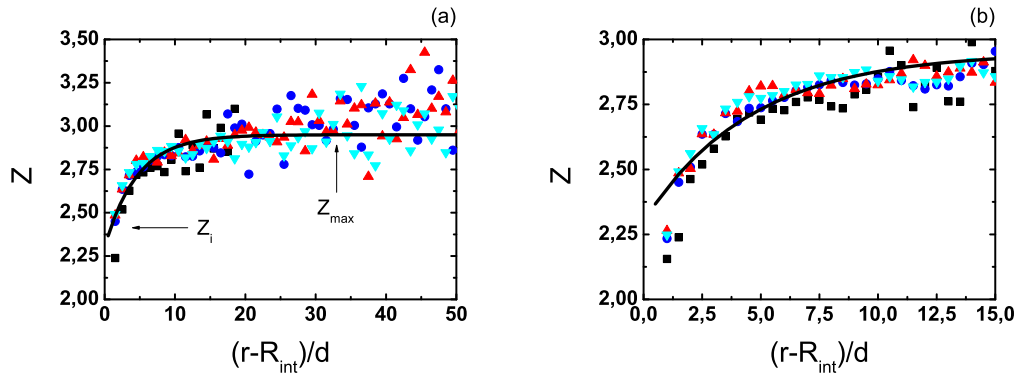 (a)
3,50
3,25
3,00
2,75
2,50
2,25
2,00
Z
Z_i
Z_max
0 10 20 30 40 50
(r-R_int)/d
(b)
3,00
2,75
2,50
2,25
2,00
Z
0,0 2,5 5,0 7,5 10,0 12,5 15,0
(r-R_int)/d